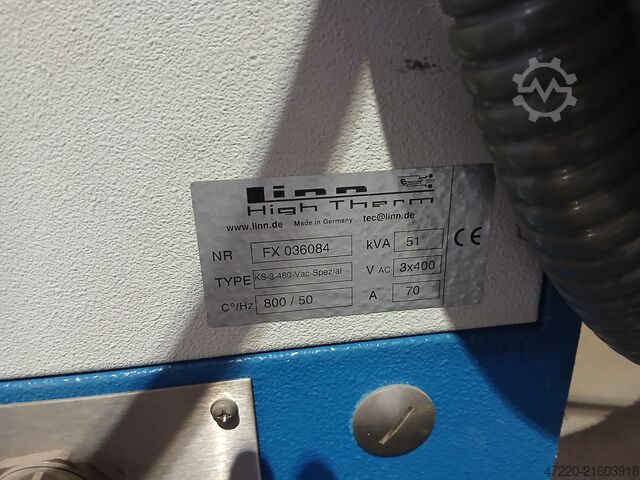 Linn
High Therm
www.linn.de Made in Germany tec@linn.de
NR FX 036084 kVA 51 CE
TYPE KS-3-480-Vac Spezial V AC 3x400
C°/Hz 800 / 50 A 70
47220-21603918